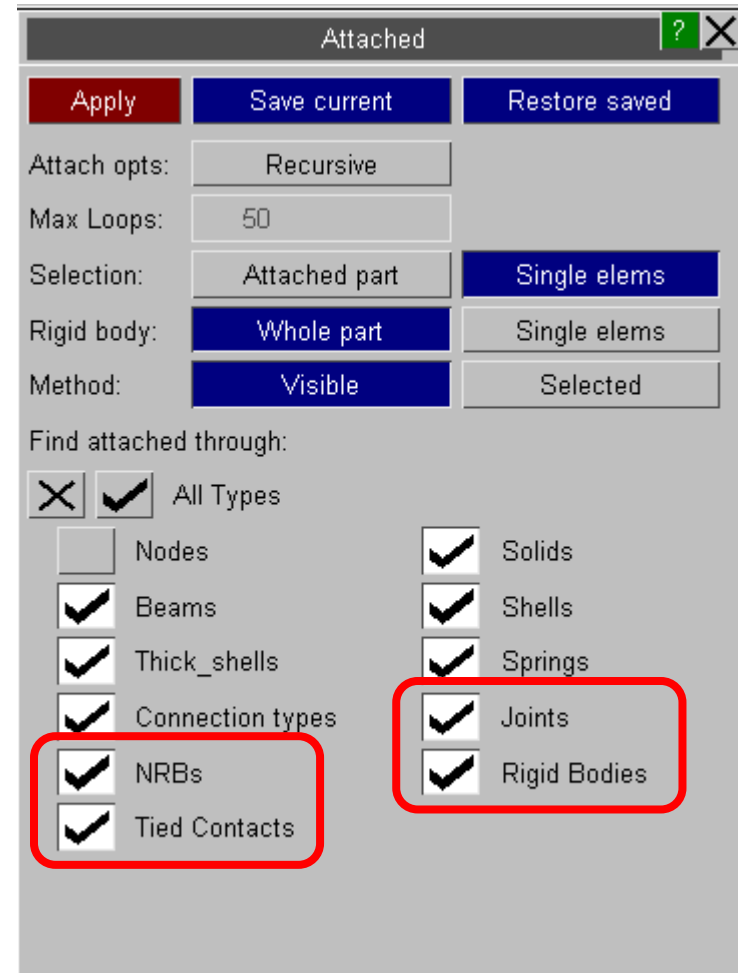 Attached ?
Apply Save current Restore saved
Attach opts: Recursive
Max Loops: 50
Selection: Attached part Single elems
Rigid body: Whole part Single elems
Method: Visible Selected
Find attached through:
All Types
Nodes Solids
Beams Shells
Thick_shells Springs
Connection types Joints
NRBs Rigid Bodies
Tied Contacts